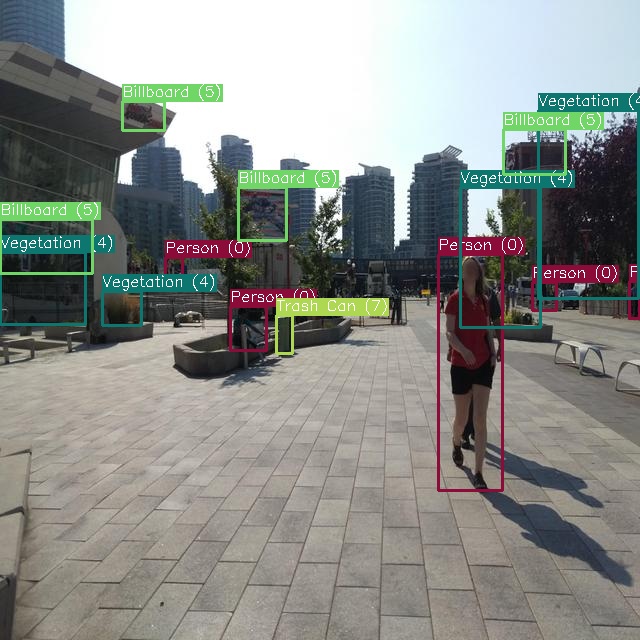 Billboard (5)
Vegetation (4
Billboard (5)
Billboard (5)
Vegetation (4)
Billboard (5)
Vegetation (4)
Person (0)
Person (0)
Vegetation (4)
Person (0)
Person (0)
Trash Can (7)